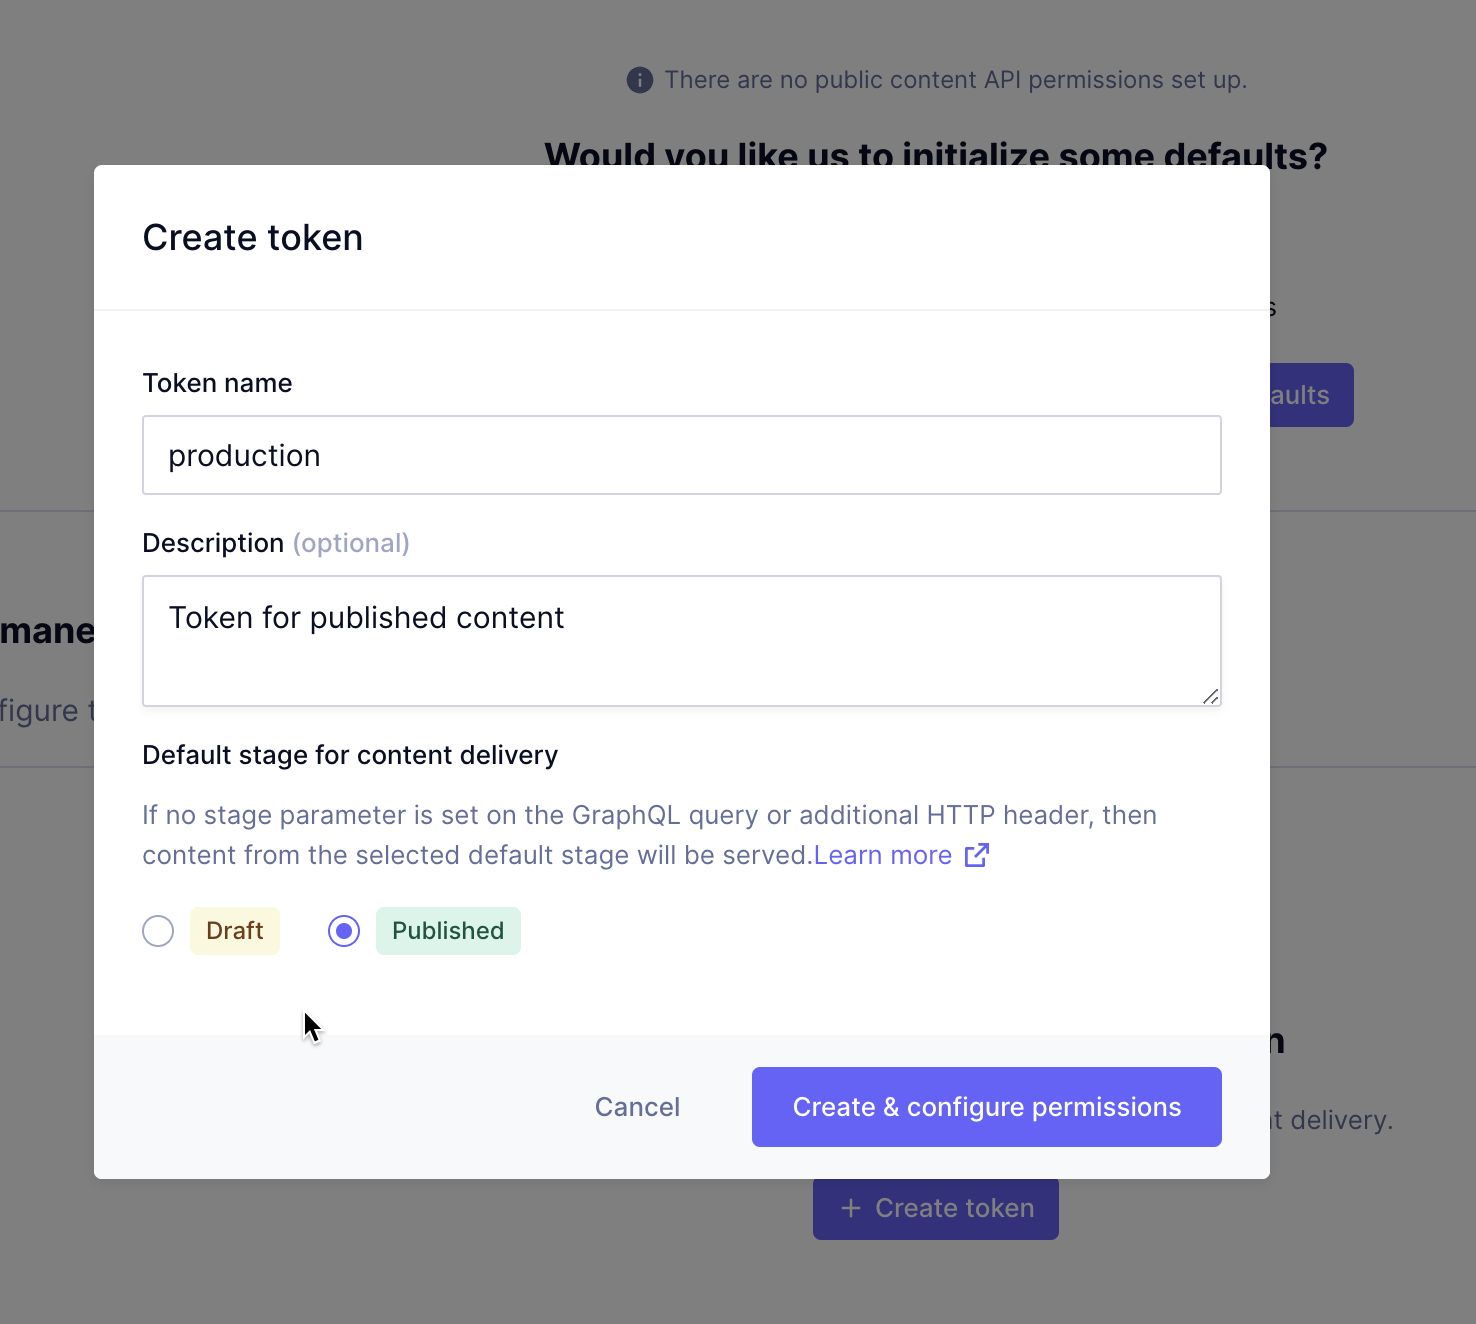 There are no public content API permissions set up.
Would you like us to initialize some defaults?
Create token
Token name
aults
production
Description (optional)
Token for published content
Default stage for content delivery
If no stage parameter is set on the GraphQL query or additional HTTP header, then
content from the selected default stage will be served.Learn more
Draft
Published
Cancel
Create & configure permissions
delivery.
+ Create token